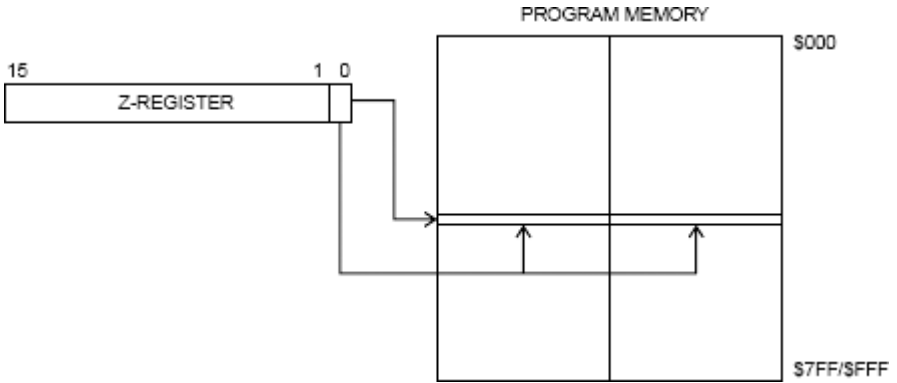 PROGRAM MEMORY
$000
15 1 0
Z-REGISTER
$7FF/$FFF